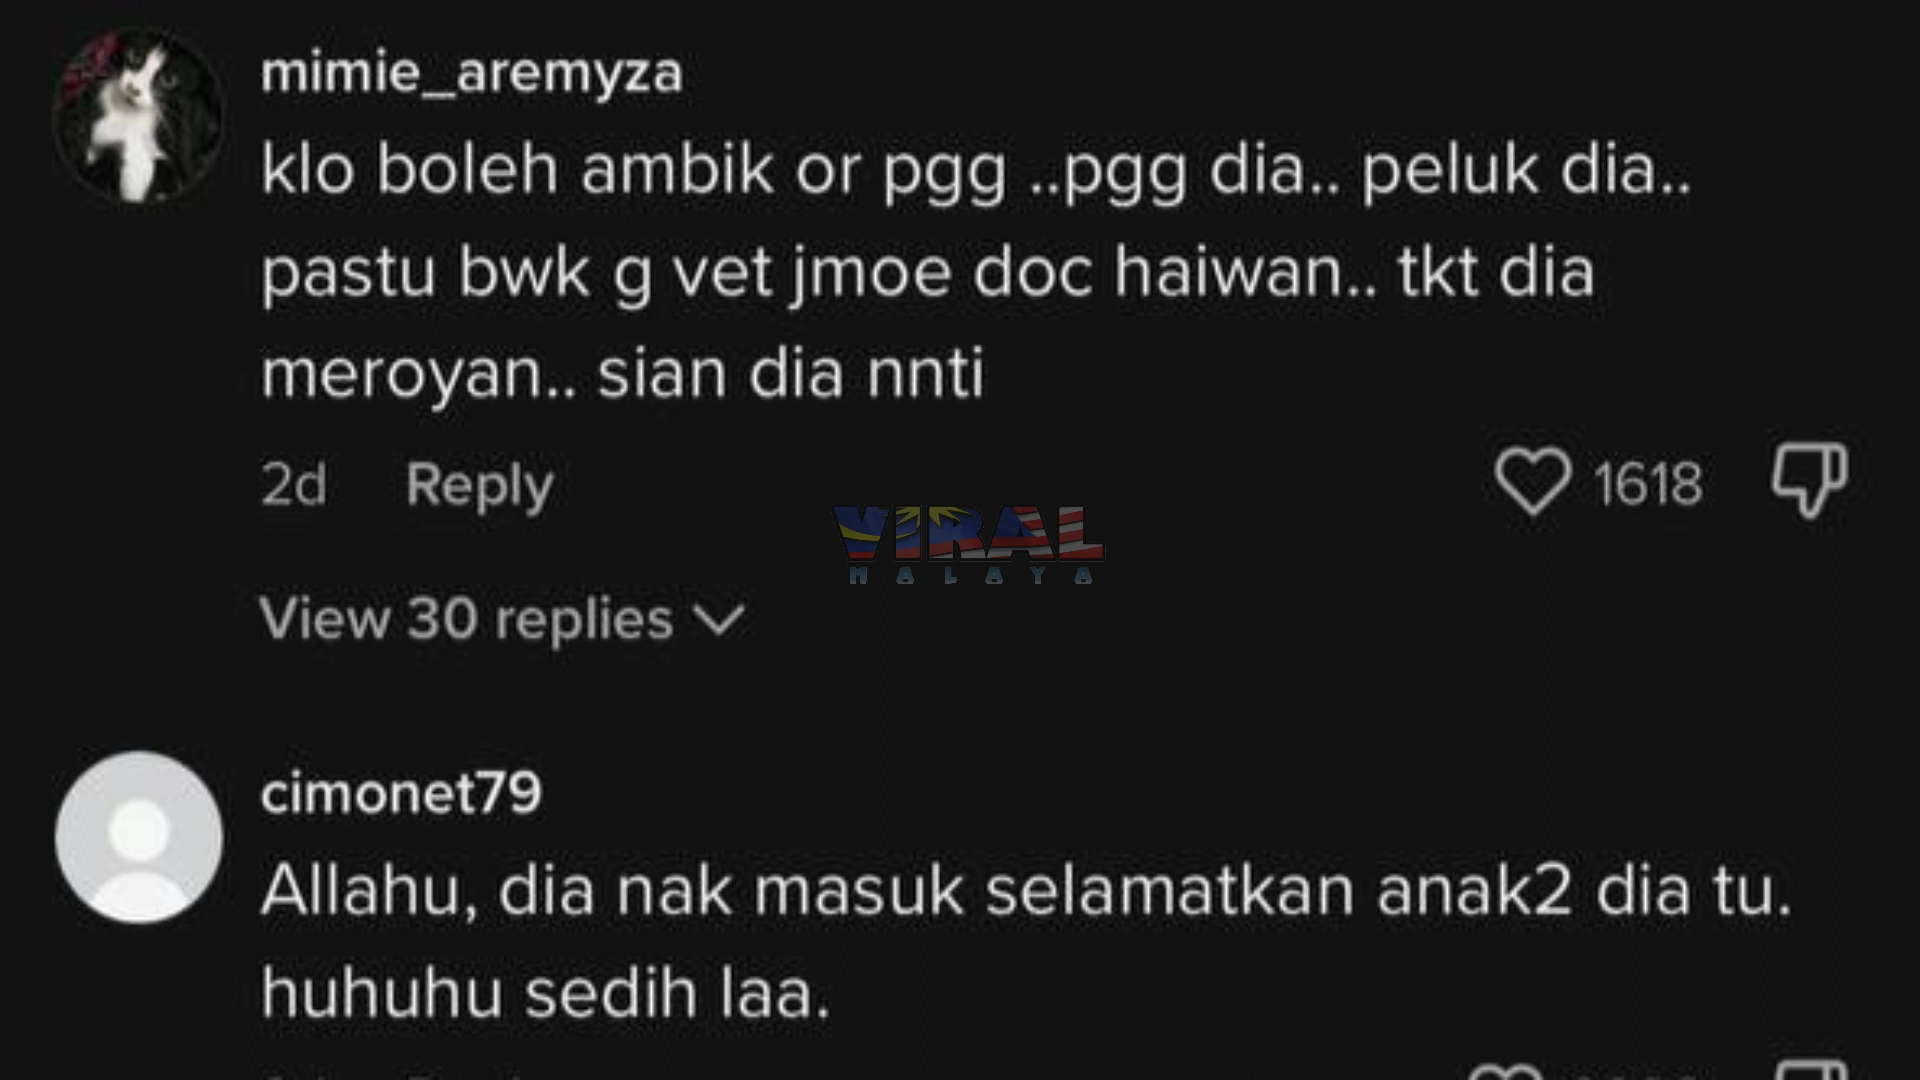 mimie_aremyza
klo boleh ambik or pgg ..pgg dia.. peluk dia..
pastu bwk g vet jmoe doc haiwan.. tkt dia
meroyan.. sian dia nnti
2d Reply 1618
VIRAL
MALAYA
View 30 replies
cimonet79
Allahu, dia nak masuk selamatkan anak2 dia tu.
huhuhu sedih laa.